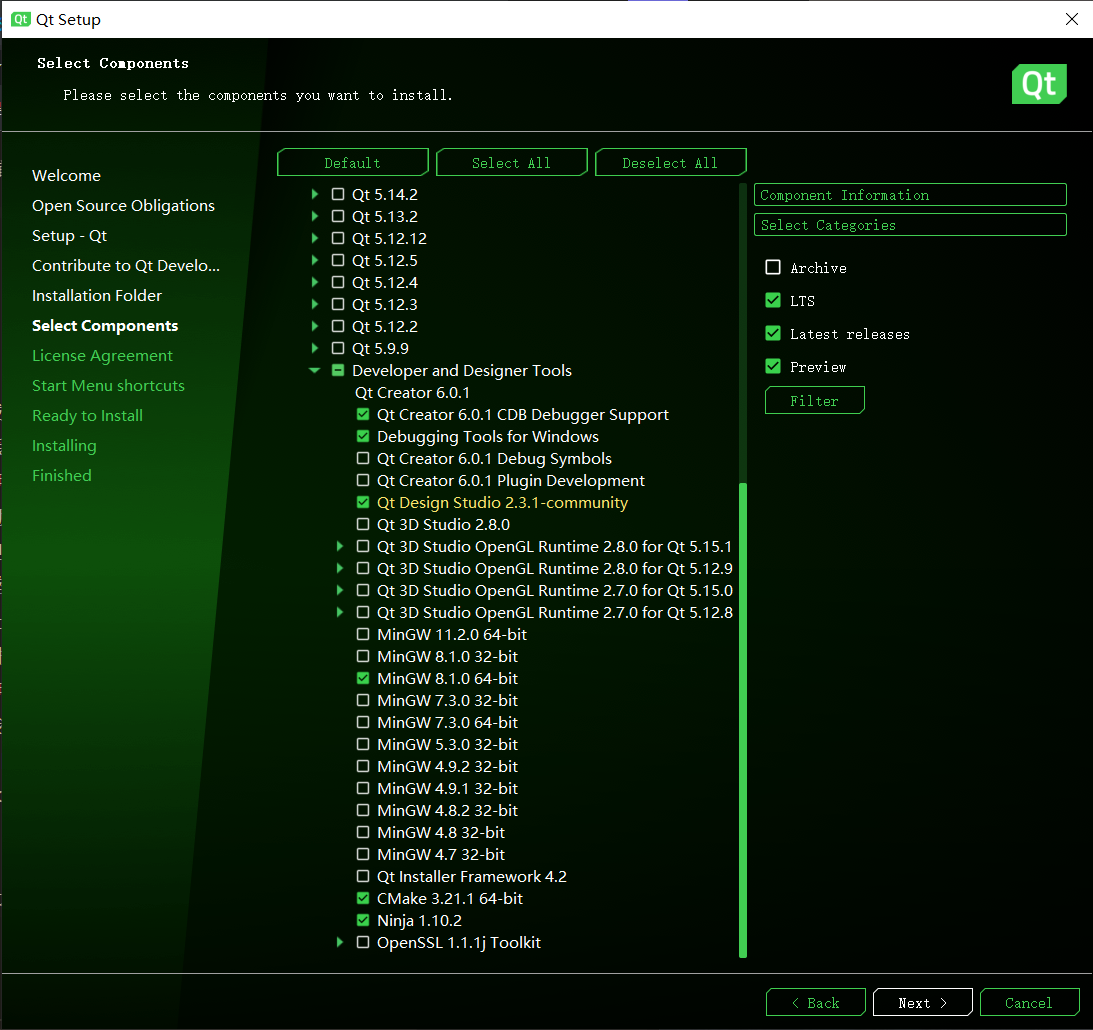 Qt Qt Setup
Select Components
Please select the components you want to install.
Qt
Welcome
Open Source Obligations
Setup - Qt
Contribute to Qt Develo...
Installation Folder
Select Components
License Agreement
Start Menu shortcuts
Ready to Install
Installing
Finished
Default
Select All
Deselect All
Qt 5.14.2
Qt 5.13.2
Qt 5.12.12
Qt 5.12.5
Qt 5.12.4
Qt 5.12.3
Qt 5.12.2
Qt 5.9.9
Developer and Designer Tools
Qt Creator 6.0.1
Qt Creator 6.0.1 CDB Debugger Support
Debugging Tools for Windows
Qt Creator 6.0.1 Debug Symbols
Qt Creator 6.0.1 Plugin Development
Qt Design Studio 2.3.1-community
Qt 3D Studio 2.8.0
Qt 3D Studio OpenGL Runtime 2.8.0 for Qt 5.15.1
Qt 3D Studio OpenGL Runtime 2.8.0 for Qt 5.12.9
Qt 3D Studio OpenGL Runtime 2.7.0 for Qt 5.15.0
Qt 3D Studio OpenGL Runtime 2.7.0 for Qt 5.12.8
MinGW 11.2.0 64-bit
MinGW 8.1.0 32-bit
MinGW 8.1.0 64-bit
MinGW 7.3.0 32-bit
MinGW 7.3.0 64-bit
MinGW 5.3.0 32-bit
MinGW 4.9.2 32-bit
MinGW 4.9.1 32-bit
MinGW 4.8.2 32-bit
MinGW 4.8 32-bit
MinGW 4.7 32-bit
Qt Installer Framework 4.2
CMake 3.21.1 64-bit
Ninja 1.10.2
OpenSSL 1.1.1j Toolkit
Component Information
Select Categories
Archive
LTS
Latest releases
Preview
Filter
< Back
Next >
Cancel